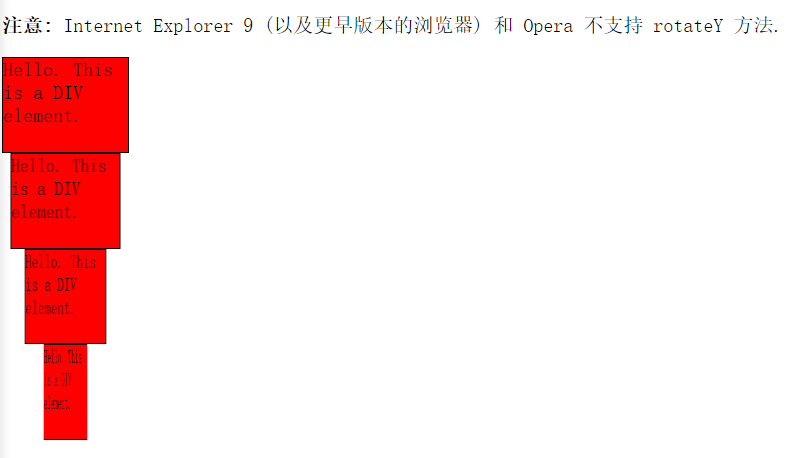 注意: Internet Explorer 9 (以及更早版本的浏览器) 和 Opera 不支持 rotateY 方法.
Hello. This
is a DIV
element.
Hello. This
is a DIV
element.
Hello. This
is a DIV
element.
Hello. This
is a DIV
element.